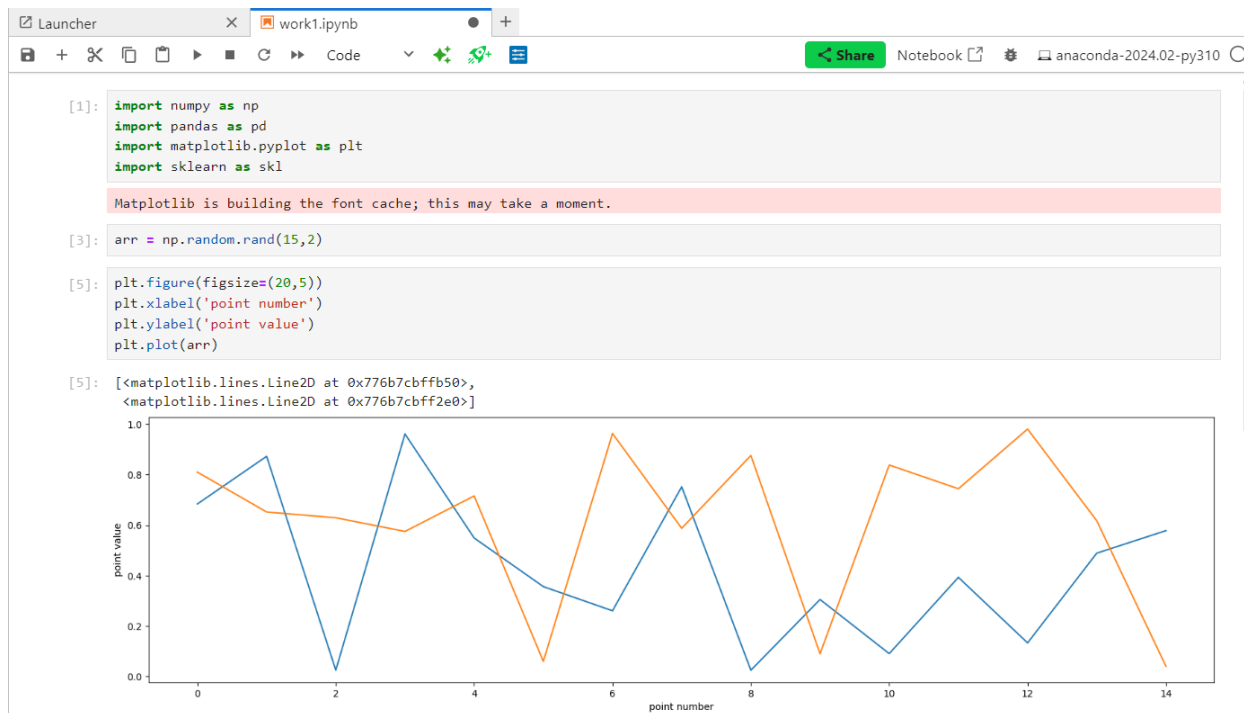 Launcher
work1.ipynb
Code
Share
Notebook
anaconda-2024.02-py310
[1]:
import numpy as np
import pandas as pd
import matplotlib.pyplot as plt
import sklearn as skl
Matplotlib is building the font cache; this may take a moment.
[3]:
arr = np.random.rand(15,2)
[5]:
plt.figure(figsize=(20,5))
plt.xlabel('point number')
plt.ylabel('point value')
plt.plot(arr)
[5]:
[<matplotlib.lines.Line2D at 0x776b7cbffb50>,
 <matplotlib.lines.Line2D at 0x776b7cbff2e0>]
1.0
0.8
0.6
0.4
0.2
0.0
point value
0 2 4 6 8 10 12 14
point number